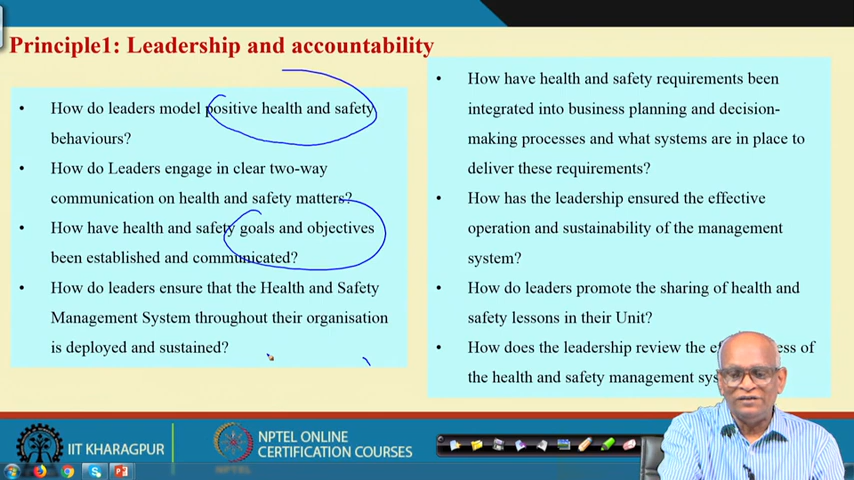 Principle1: Leadership and accountability
• How do leaders model positive health and safety
behaviours?
• How do Leaders engage in clear two-way
communication on health and safety matters?
• How have health and safety goals and objectives
been established and communicated?
• How do leaders ensure that the Health and Safety
Management System throughout their organisation
is deployed and sustained?
• How have health and safety requirements been
integrated into business planning and decision-
making processes and what systems are in place to
deliver these requirements?
• How has the leadership ensured the effective
operation and sustainability of the management
system?
• How do leaders promote the sharing of health and
safety lessons in their Unit?
• How does the leadership review the of
the health and safety management
IIT KHARAGPUR
NPTEL ONLINE
CERTIFICATION COURSES
NPTEL